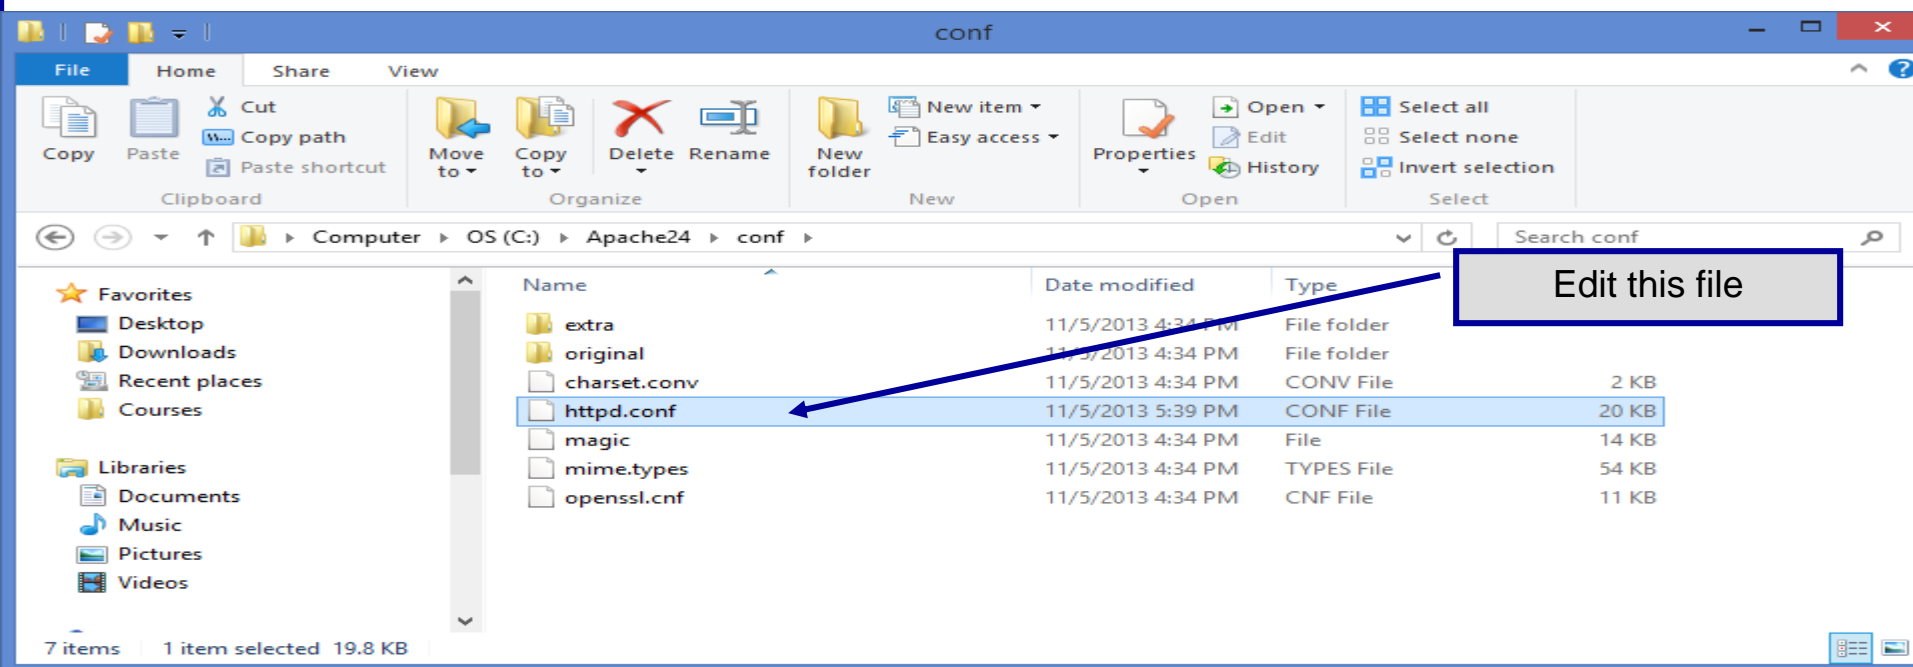 conf
File Home Share View
Copy
Paste
Cut
Copy path
Paste shortcut
Clipboard
Move to
Copy to
Delete
Rename
Organize
New folder
New item
Easy access
New
Properties
Open
Edit
History
Open
Select all
Select none
Invert selection
Select
Computer OS (C:) Apache24 conf
Search conf
Edit this file
Favorites
Desktop
Downloads
Recent places
Courses
Libraries
Documents
Music
Pictures
Videos
Name Date modified Type
extra 11/5/2013 4:34 PM File folder
original 11/5/2013 4:34 PM File folder
charset.conv 11/5/2013 4:34 PM CONV File 2 KB
httpd.conf 11/5/2013 5:39 PM CONF File 20 KB
magic 11/5/2013 4:34 PM File 14 KB
mime.types 11/5/2013 4:34 PM TYPES File 54 KB
openssl.cnf 11/5/2013 4:34 PM CNF File 11 KB
7 items 1 item selected 19.8 KB